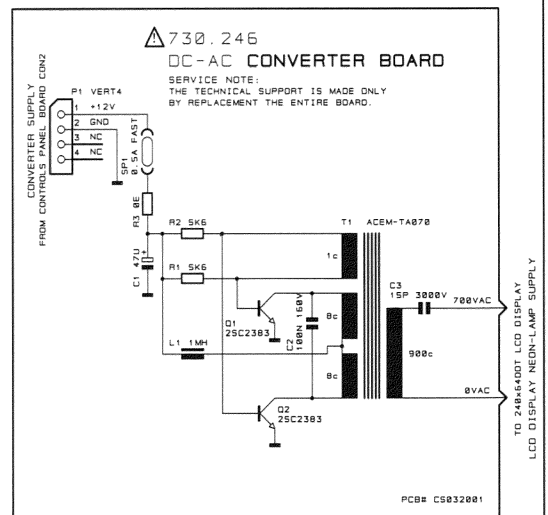 730.246
DC-AC CONVERTER BOARD
SERVICE NOTE:
THE TECHNICAL SUPPORT IS MADE ONLY
BY REPLACEMENT THE ENTIRE BOARD.
CONVERTER SUPPLY
FROM CONTROLS PANEL BOARD CON2
P1 VERT4
1 +12V
2 GND
3 NC
4 NC
SP1
0.5A FAST
R3 0E
C1 47U +
R2 5K6
R1 5K6
L1 1MH
Q1
2SC2383
C2
100N 160V
Q2
2SC2383
T1 ACEM-TA070
1c
8c
8c
900c
C3
15P 3000V
700VAC
0VAC
TO 240x64DOT LCD DISPLAY
LCD DISPLAY NEON-LAMP SUPPLY
PCB# CS032001